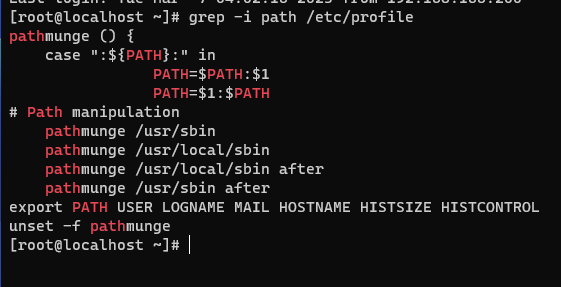 [root@localhost ~]# grep -i path /etc/profile
pathmunge () {
    case ":${PATH}:" in
                PATH=$PATH:$1
                PATH=$1:$PATH
# Path manipulation
    pathmunge /usr/sbin
    pathmunge /usr/local/sbin
    pathmunge /usr/local/sbin after
    pathmunge /usr/sbin after
export PATH USER LOGNAME MAIL HOSTNAME HISTSIZE HISTCONTROL
unset -f pathmunge
[root@localhost ~]#